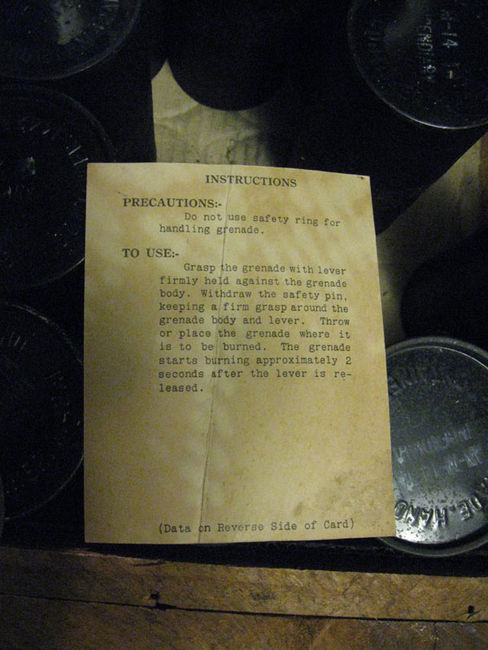 INSTRUCTIONS
PRECAUTIONS:-
Do not use safety ring for
handling grenade.
TO USE:-
Grasp the grenade with lever
firmly held against the grenade
body. Withdraw the safety pin,
keeping a firm grasp around the
grenade body and lever. Throw
or place the grenade where it
is to be burned. The grenade
starts burning approximately 2
seconds after the lever is re-
leased.
(Data on Reverse Side of Card)